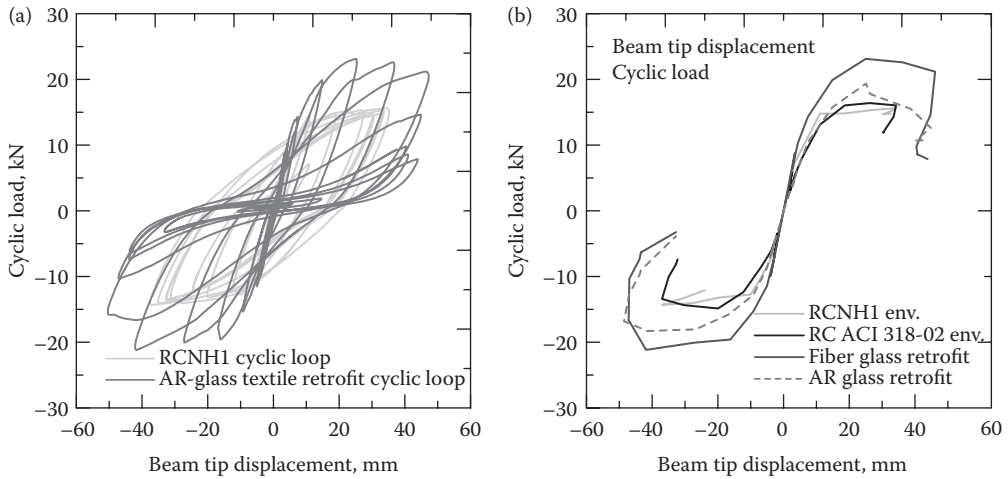 (a)
30
20
10
0
−10
−20
−30
Cyclic load, kN
RCNH1 cyclic loop
AR-glass textile retrofit cyclic loop
−60 −40 −20 0 20 40 60
Beam tip displacement, mm
(b)
30
20
10
0
−10
−20
−30
Cyclic load, kN
Beam tip displacement
Cyclic load
RCNH1 env.
RC ACI 318-02 env.
Fiber glass retrofit
AR glass retrofit
−60 −40 −20 0 20 40 60
Beam tip displacement, mm